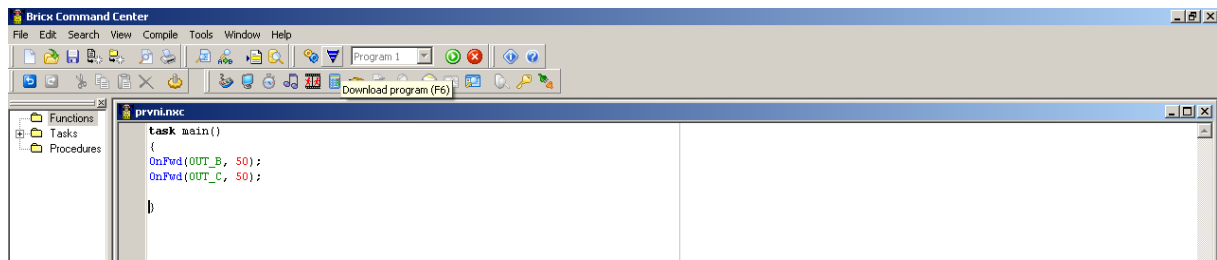 Bricx Command Center
File Edit Search View Compile Tools Window Help
Program 1
Download program (F6)
Functions
Tasks
Procedures
prvni.nxc
task main()
{
OnFwd(OUT_B, 50);
OnFwd(OUT_C, 50);
}